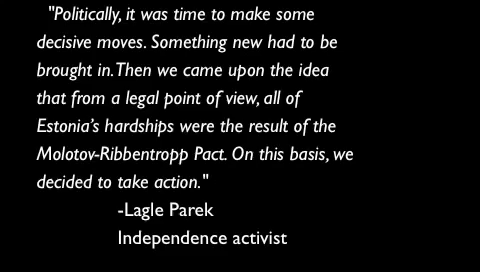 "Politically, it was time to make some
decisive moves. Something new had to be
brought in. Then we came upon the idea
that from a legal point of view, all of
Estonia's hardships were the result of the
Molotov-Ribbentropp Pact. On this basis, we
decided to take action."
-Lagle Parek
Independence activist